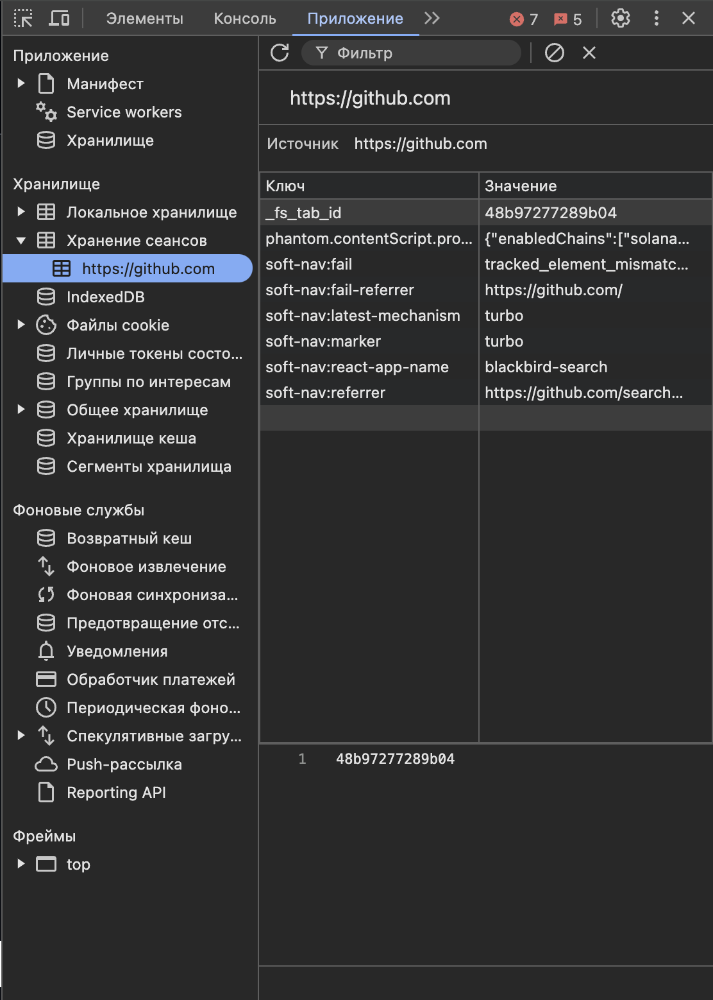 Элементы Консоль Приложение 7 5
Приложение
Манифест
Service workers
Хранилище
Хранилище
Локальное хранилище
Хранение сеансов
https://github.com
IndexedDB
Файлы cookie
Личные токены состо...
Группы по интересам
Общее хранилище
Хранилище кеша
Сегменты хранилища
Фоновые службы
Возвратный кеш
Фоновое извлечение
Фоновая синхрониза...
Предотвращение отс...
Уведомления
Обработчик платежей
Периодическая фоно...
Спекулятивные загру...
Push-рассылка
Reporting API
Фреймы
top
Фильтр
https://github.com
Источник https://github.com
Ключ Значение
_fs_tab_id 48b97277289b04
phantom.contentScript.pro... {"enabledChains":["solana...
soft-nav:fail tracked_element_mismatc...
soft-nav:fail-referrer https://github.com/
soft-nav:latest-mechanism turbo
soft-nav:marker turbo
soft-nav:react-app-name blackbird-search
soft-nav:referrer https://github.com/search...
1 48b97277289b04